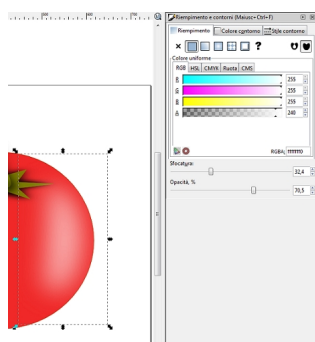 Riempimento e contorni (Maiusc+Ctrl+F)
Riempimento Colore contorno Stile contorno
?
Colore uniforme
RGB HSL CMYK Ruota CMS
R 255
G 255
B 255
A 240
RGBA: fffffff0
Sfocatura:
32,4
Opacità, %
70,5